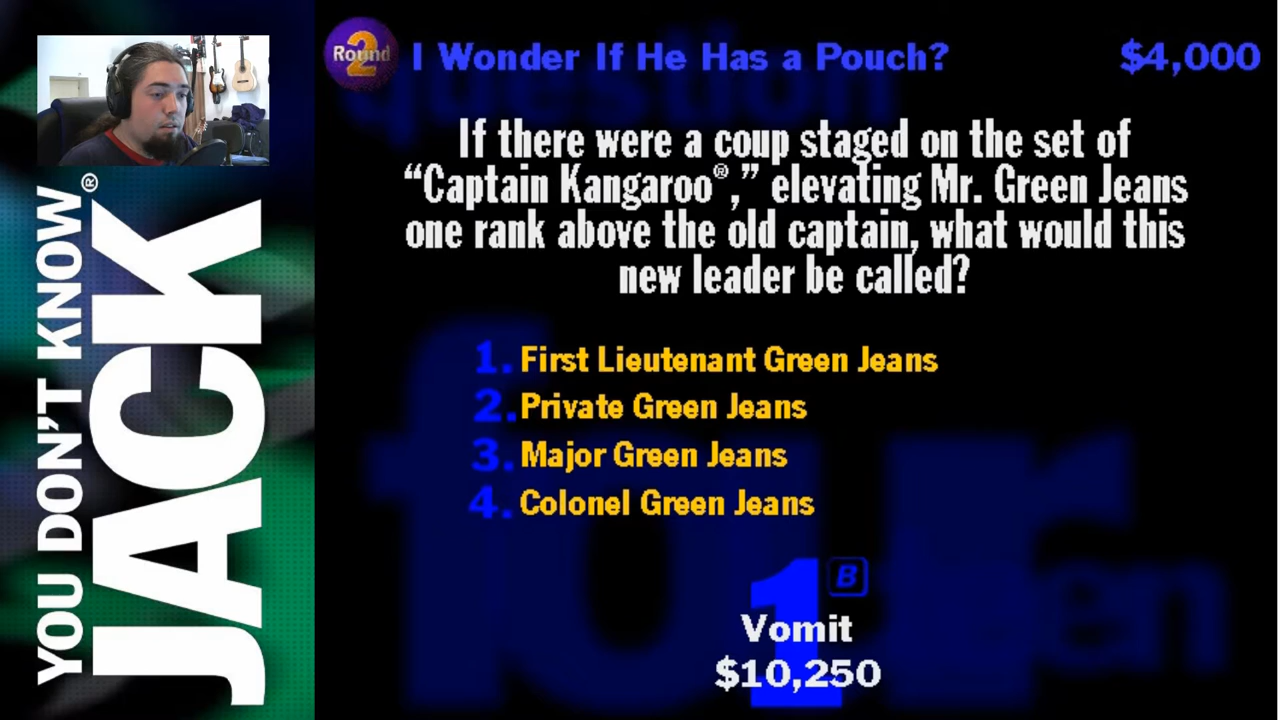 YOU DON'T KNOW
JACK®
Round 2
I Wonder If He Has a Pouch?
$4,000
question
If there were a coup staged on the set of
“Captain Kangaroo®,” elevating Mr. Green Jeans
one rank above the old captain, what would this
new leader be called?
1. First Lieutenant Green Jeans
2. Private Green Jeans
3. Major Green Jeans
4. Colonel Green Jeans
1 B
Vomit
$10,250